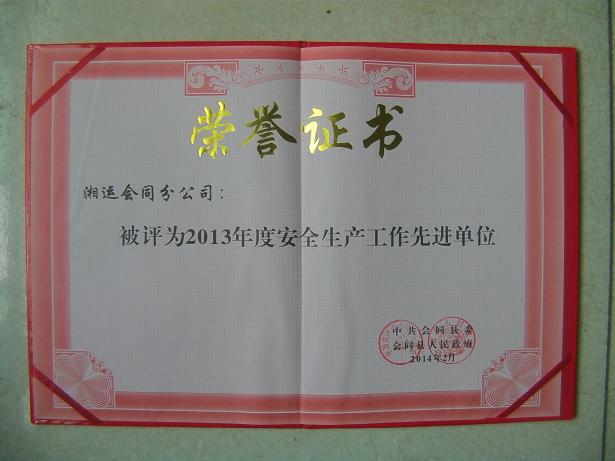 荣誉证书
湘运会同分公司：
被评为2013年度安全生产工作先进单位
中共会同县委
会同县人民政府
2014年2月